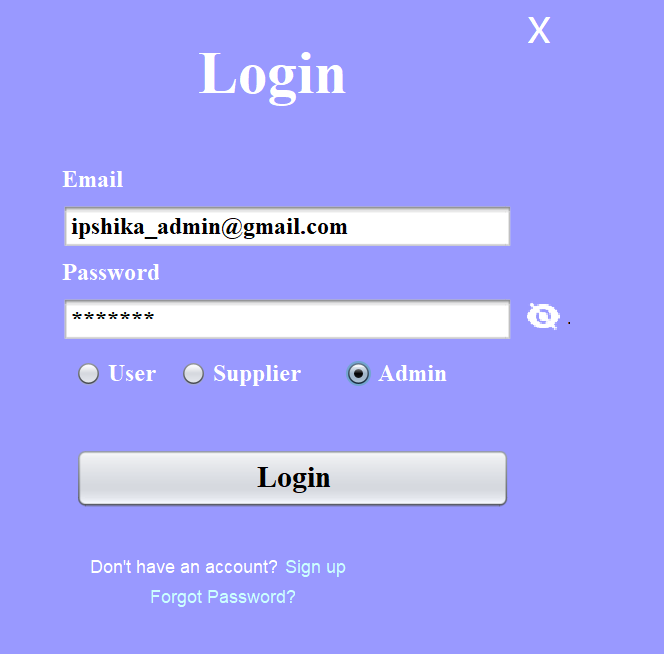 X
Login
Email
ipshika_admin@gmail.com
Password
*******
User Supplier Admin
Login
Don't have an account? Sign up
Forgot Password?